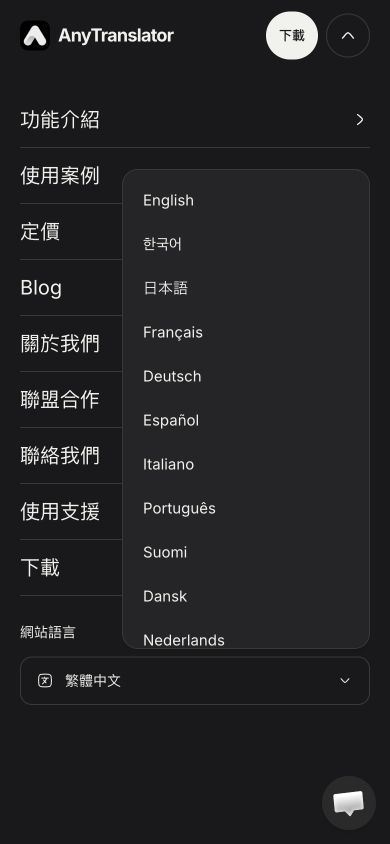 AnyTranslator
下載
功能介紹
使用案例
定價
Blog
關於我們
聯盟合作
聯絡我們
使用支援
下載
English
한국어
日本語
Français
Deutsch
Español
Italiano
Português
Suomi
Dansk
Nederlands
網站語言
繁體中文